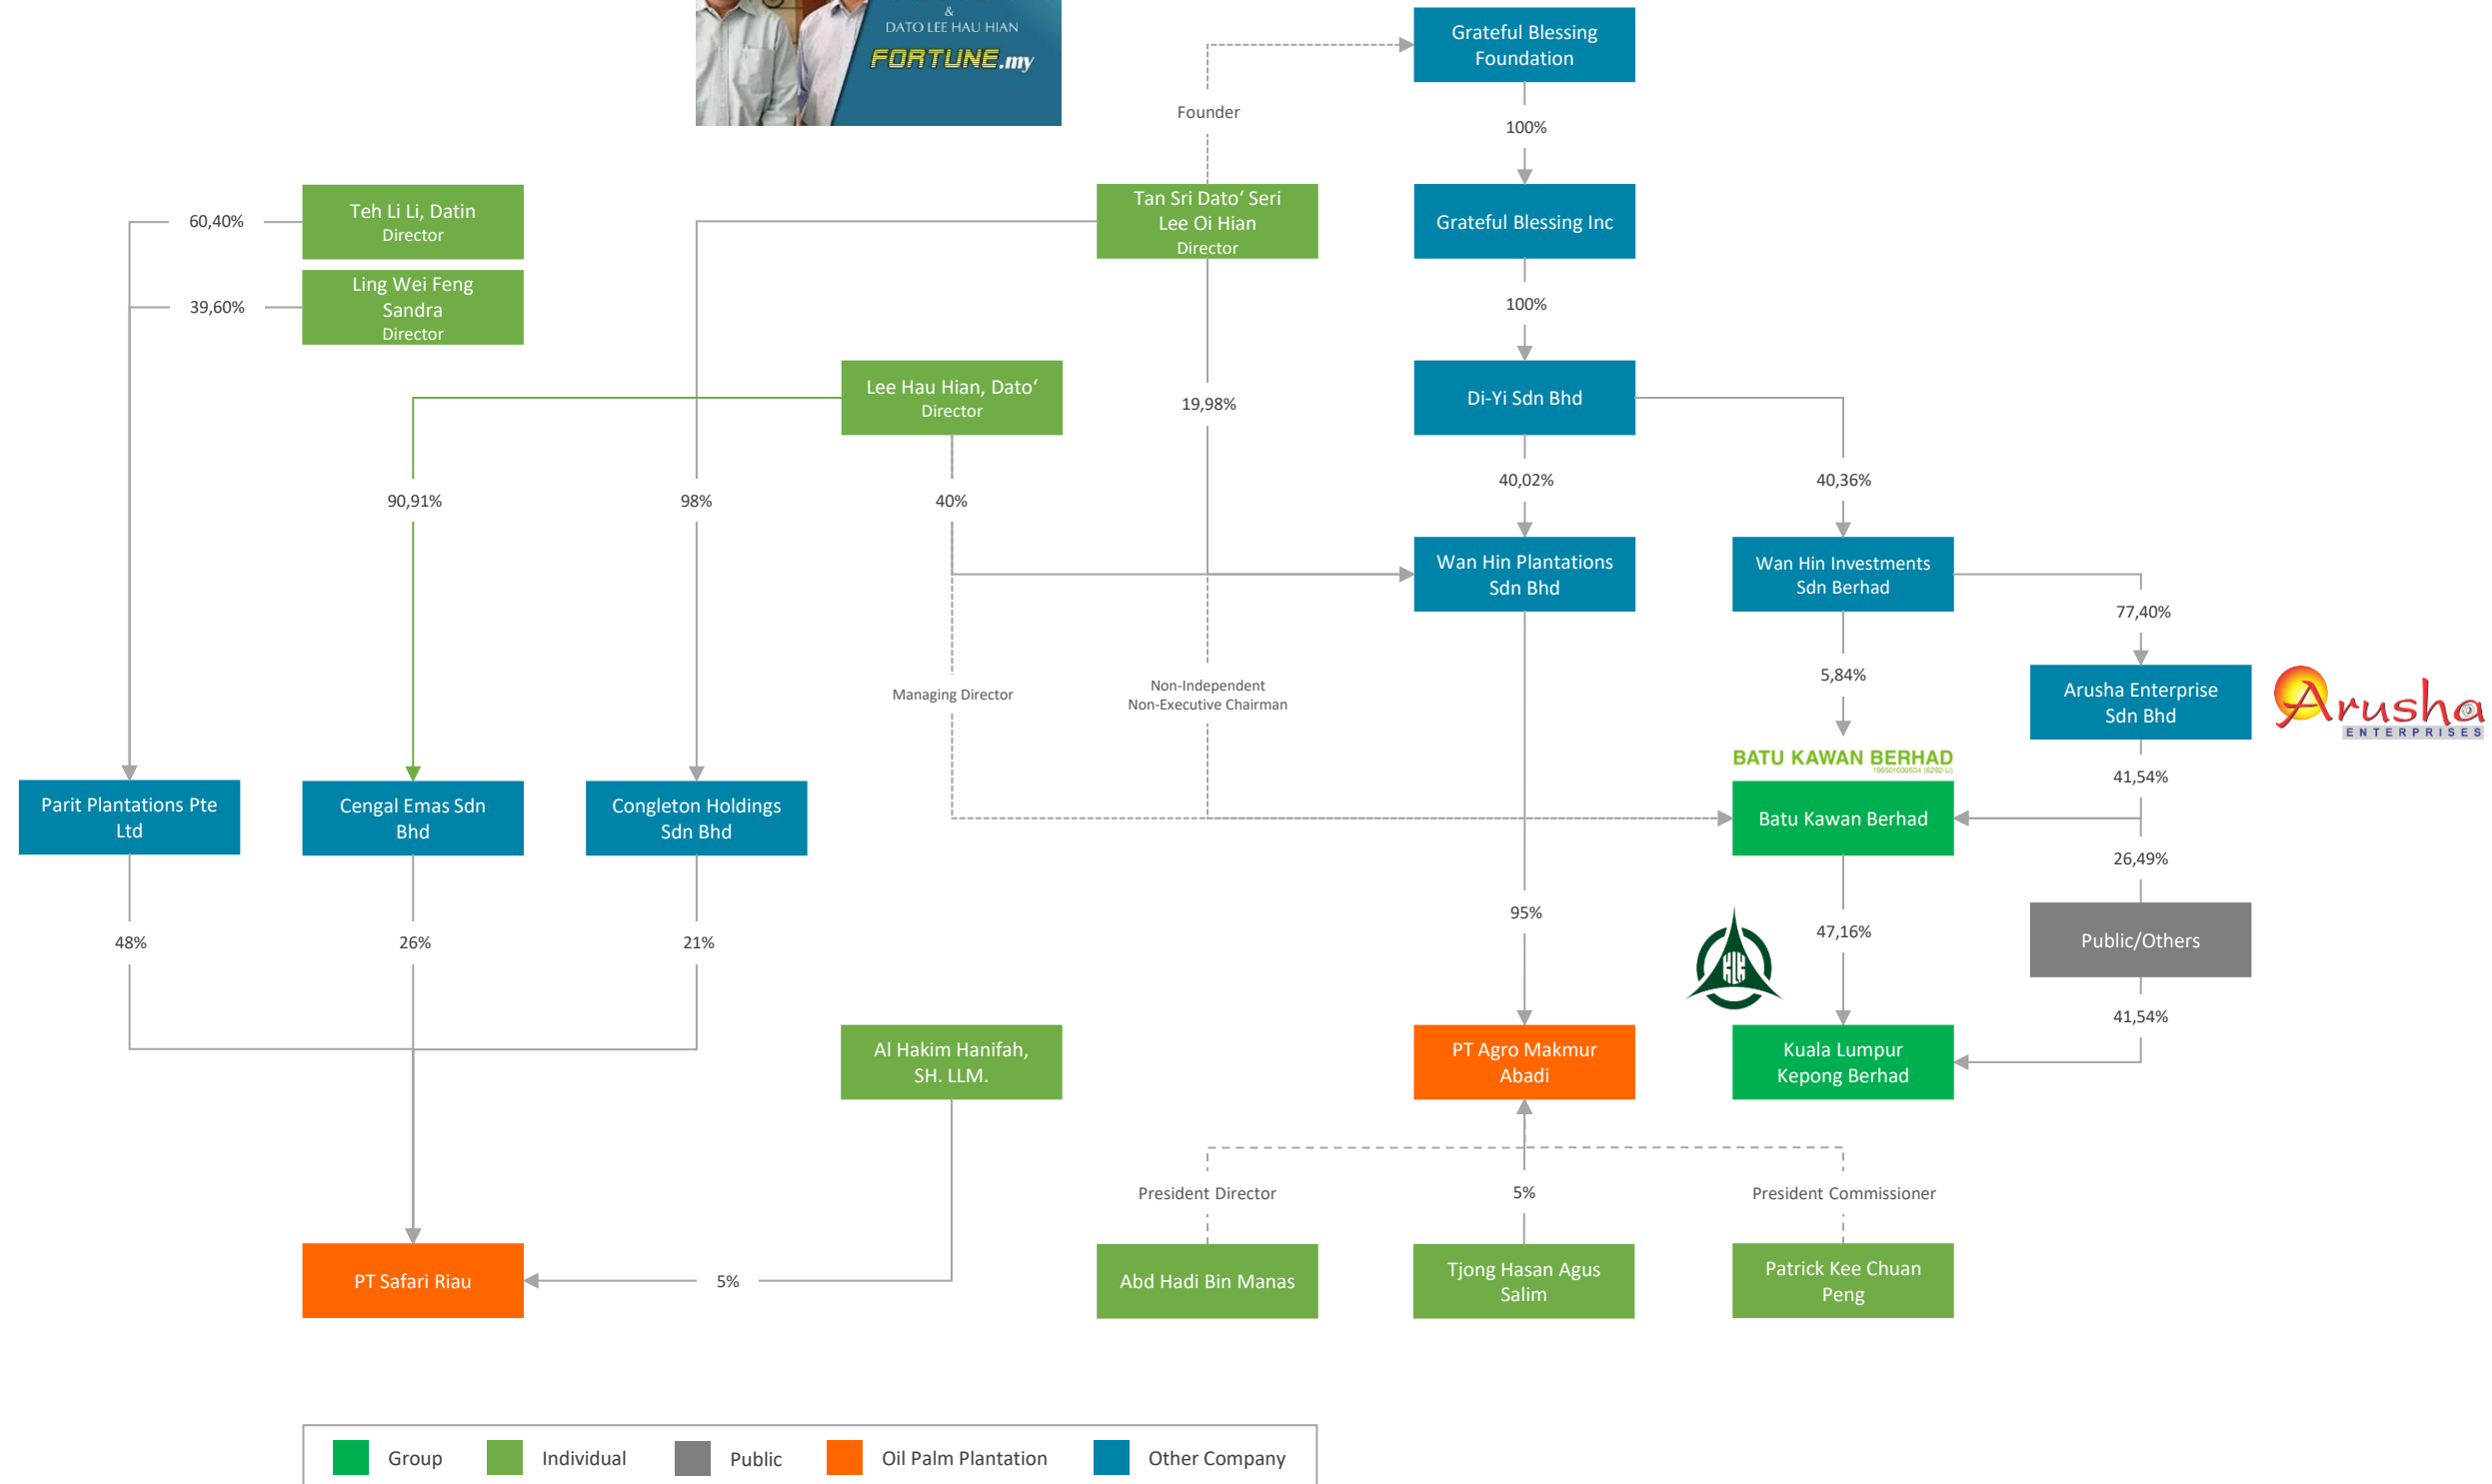 &
DATO LEE HAU HIAN
FORTUNE.my
Grateful Blessing
Foundation
Founder
100%
Teh Li Li, Datin
Director
60,40%
Tan Sri Dato‘ Seri
Lee Oi Hian
Director
Grateful Blessing Inc
Ling Wei Feng
Sandra
Director
39,60%
100%
Lee Hau Hian, Dato‘
Director
19,98%
Di-Yi Sdn Bhd
90,91%
98%
40%
40,02%
40,36%
Wan Hin Plantations
Sdn Bhd
Wan Hin Investments
Sdn Berhad
77,40%
Managing Director
Non-Independent
Non-Executive Chairman
5,84%
Arusha Enterprise
Sdn Bhd
Arusha
ENTERPRISES
BATU KAWAN BERHAD
41,54%
Parit Plantations Pte
Ltd
Cengal Emas Sdn
Bhd
Congleton Holdings
Sdn Bhd
Batu Kawan Berhad
26,49%
48%
26%
21%
95%
KLK
47,16%
Public/Others
41,54%
Al Hakim Hanifah,
SH. LLM.
PT Agro Makmur
Abadi
Kuala Lumpur
Kepong Berhad
President Director
5%
President Commissioner
PT Safari Riau
5%
Abd Hadi Bin Manas
Tjong Hasan Agus
Salim
Patrick Kee Chuan
Peng
Group
Individual
Public
Oil Palm Plantation
Other Company